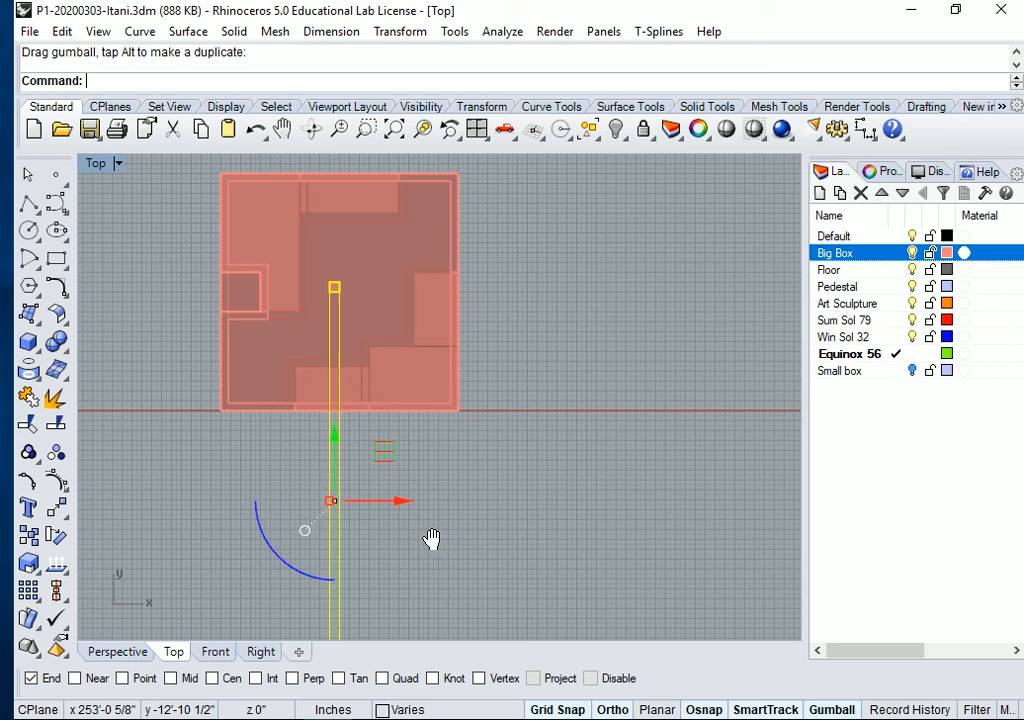 P1-20200303-Itani.3dm (888 KB) - Rhinoceros 5.0 Educational Lab License - [Top]
File Edit View Curve Surface Solid Mesh Dimension Transform Tools Analyze Render Panels T-Splines Help
Drag gumball, tap Alt to make a duplicate:
Command:
Standard CPlanes Set View Display Select Viewport Layout Visibility Transform Curve Tools Surface Tools Solid Tools Mesh Tools Render Tools Drafting New in »
Top
La... Pro... Dis... Help
Name Material
Default
Big Box
Floor
Pedestal
Art Sculpture
Sum Sol 79
Win Sol 32
Equinox 56
Small box
y
x
Perspective Top Front Right
End Near Point Mid Cen Int Perp Tan Quad Knot Vertex Project Disable
CPlane x 253'-0 5/8" y -12'-10 1/2" z 0" Inches Varies Grid Snap Ortho Planar Osnap SmartTrack Gumball Record History Filter M..